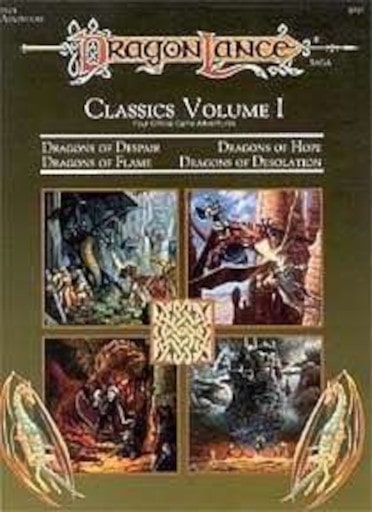 DRAGONLANCE
SAGA
CLASSICS VOLUME I
DRAGONS OF DESPAIR DRAGONS OF HOPE
DRAGONS OF FLAME DRAGONS OF DESOLATION